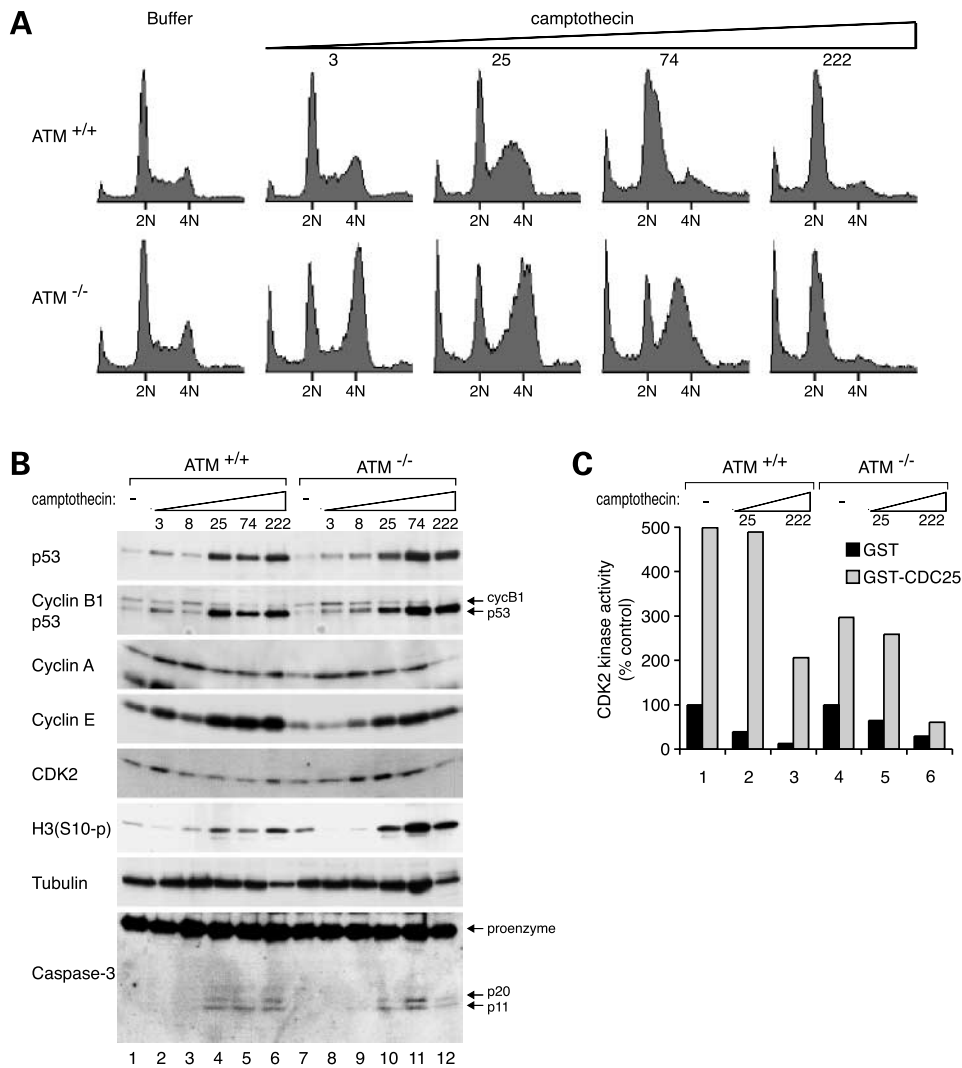 A
Buffer camptothecin
3 25 74 222
ATM +/+
2N 4N 2N 4N 2N 4N 2N 4N 2N 4N
ATM -/-
2N 4N 2N 4N 2N 4N 2N 4N 2N 4N
B
ATM +/+ ATM -/-
camptothecin: - - 
3 8 25 74 222 3 8 25 74 222
p53
Cyclin B1
p53
cycB1
p53
Cyclin A
Cyclin E
CDK2
H3(S10-p)
Tubulin
Caspase-3
proenzyme
p20
p11
1 2 3 4 5 6 7 8 9 10 11 12
C
ATM +/+ ATM -/-
camptothecin: - -
25 222 25 222
CDK2 kinase activity
(% control)
500
400
300
200
100
0
GST
GST-CDC25
1 2 3 4 5 6